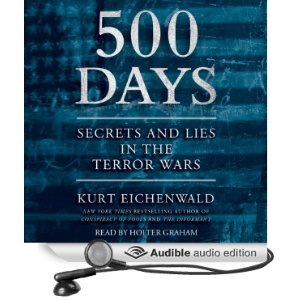 500
DAYS
SECRETS AND LIES
IN THE
TERROR WARS
KURT EICHENWALD
NEW YORK TIMES BESTSELLING AUTHOR OF
CONSPIRACY OF FOOLS AND THE INFORMANT
READ BY HOLTER GRAHAM
Audible audio edition